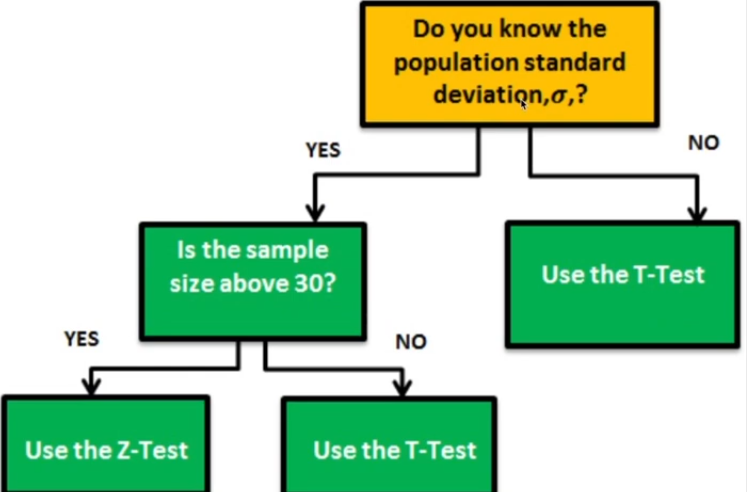 Do you know the
population standard
deviation,σ,?
YES
NO
Is the sample
size above 30?
Use the T-Test
YES
NO
Use the Z-Test
Use the T-Test